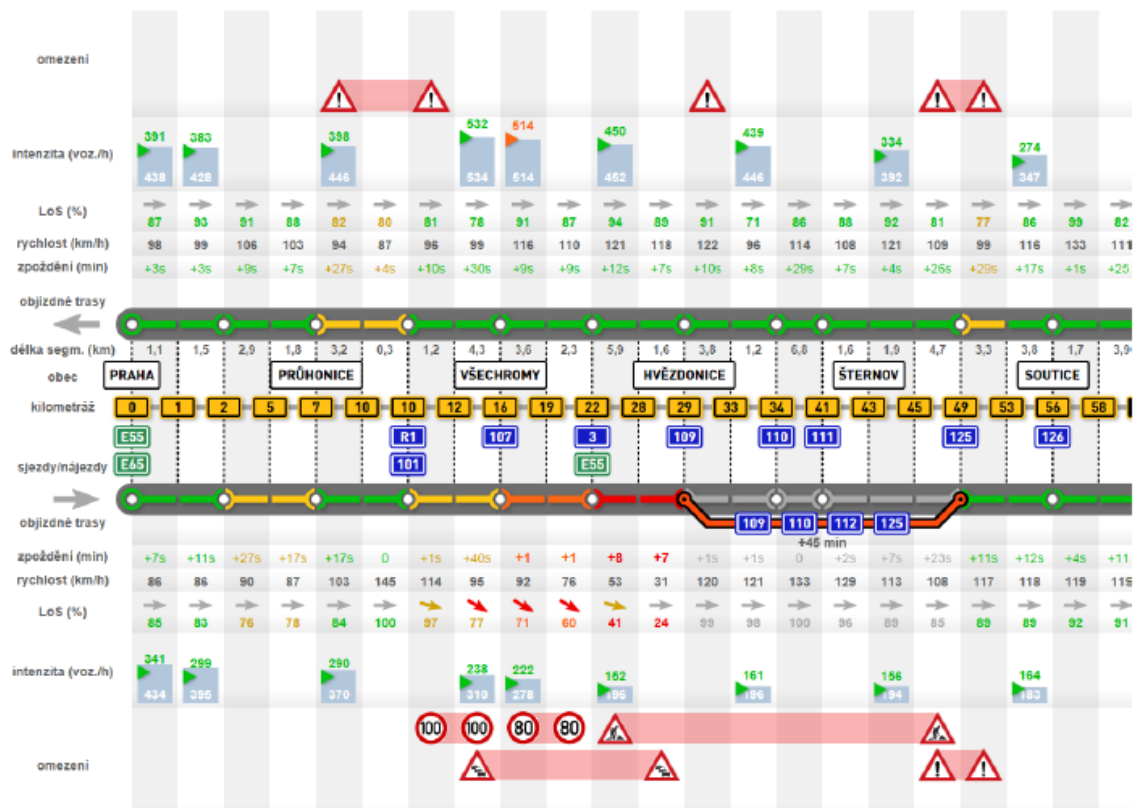 omezení
391 383 398 532 514 450 439 334 274
intenzita (voz./h)
438 428 446 534 514 452 446 392 347
LoS (%)
87 93 91 88 82 80 81 78 91 87 94 89 91 71 86 88 92 81 77 86 99 82
rychlost (km/h) 98 99 106 103 94 87 96 99 116 110 121 118 122 96 114 108 121 109 99 116 133 111
zpoždění (min) +3s +3s +9s +7s +27s +4s +10s +30s +9s +9s +12s +7s +10s +8s +29s +7s +4s +26s +29s +17s +1s +25
objízdné trasy
délka segm. (km) 1,1 1,5 2,9 1,8 3,2 0,3 1,2 4,3 3,6 2,3 5,9 1,6 3,8 1,2 6,8 1,6 1,9 4,7 3,3 3,8 1,7 3,9
obec PRAHA PRŮHONICE VŠECHROMY HVĚZDONICE ŠTERNOV SOUTICE
kilometráž 0 1 2 5 7 10 10 12 16 19 22 28 29 33 34 41 43 45 49 53 56 58
E55 R1 107 3 109 110 111 125 126
sjezdy/nájezdy E65 101 E55
objízdné trasy
109 110 112 125
+45 min
zpoždění (min) +7s +11s +27s +17s +17s 0 +1s +40s +1 +1 +8 +7 +1s +1s 0 +2s +7s +23s +11s +12s +4s +11
rychlost (km/h) 86 86 90 87 103 145 114 95 92 76 53 31 120 121 133 129 113 108 117 118 119 115
LoS (%)
85 83 76 78 84 100 97 77 71 60 41 24 99 98 100 96 89 85 89 89 92 91
341 299 290 238 222 152 161 156 164
intenzita (voz./h)
434 395 370 310 278 196 196 194 183
100 100 80 80
omezení